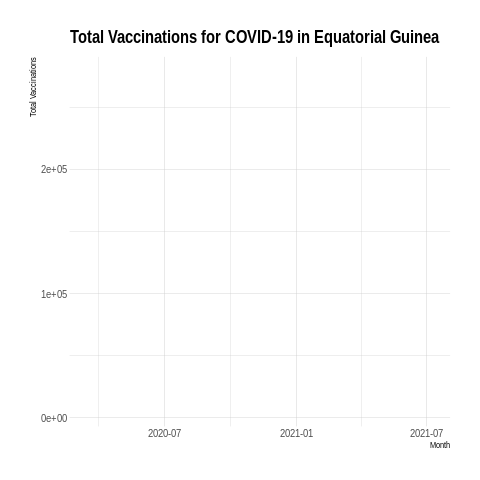 Total Vaccinations for COVID-19 in Equatorial Guinea
Total Vaccinations
2e+05
1e+05
0e+00
2020-07 2021-01 2021-07
Month